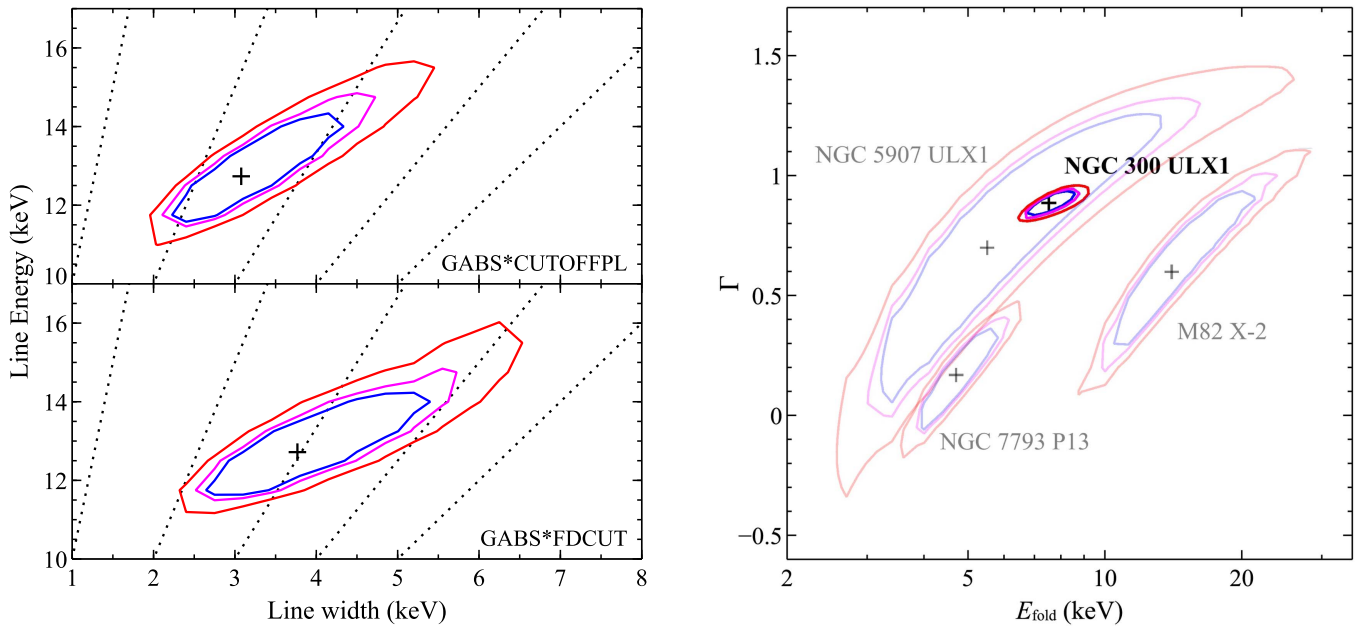 16
14
12
10
GABS*CUTOFFPL
16
14
12
10
GABS*FDCUT
1 2 3 4 5 6 7 8
Line width (keV)
Line Energy (keV)
1.5
1
0.5
0
−0.5
Γ
NGC 5907 ULX1
NGC 300 ULX1
M82 X-2
NGC 7793 P13
2 5 10 20
Efold (keV)